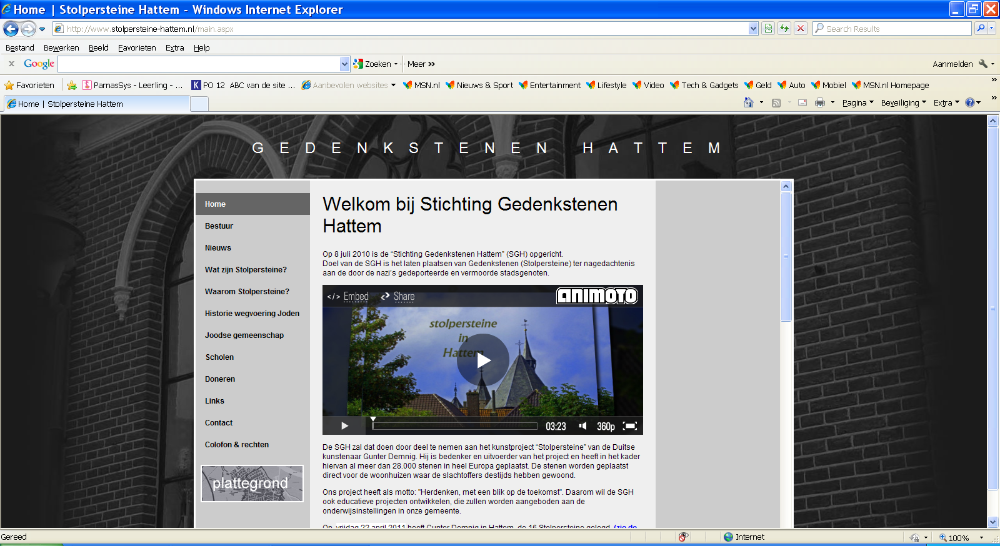 Home | Stolpersteine Hattem - Windows Internet Explorer
http://www.stolpersteine-hattem.nl/main.aspx
Search Results
Bestand Bewerken Beeld Favorieten Extra Help
x Google Zoeken Meer >> Aanmelden
Favorieten ParnasSys - Leerling - ... K PO 12 ABC van de site ... Aanbevolen websites MSN.nl Nieuws & Sport Entertainment Lifestyle Video Tech & Gadgets Geld Auto Mobiel MSN.nl Homepage >>
Home | Stolpersteine Hattem Pagina Beveiliging Extra >>
GEDENKSTENEN HATTEM
Home
Bestuur
Nieuws
Wat zijn Stolpersteine?
Waarom Stolpersteine?
Historie wegvoering Joden
Joodse gemeenschap
Scholen
Doneren
Links
Contact
Colofon & rechten
plattegrond
Welkom bij Stichting Gedenkstenen
Hattem
Op 8 juli 2010 is de “Stichting Gedenkstenen Hattem” (SGH) opgericht.
Doel van de SGH is het laten plaatsen van Gedenkstenen (Stolpersteine) ter nagedachtenis
aan de door de nazi’s gedeporteerde en vermoorde stadsgenoten.
</> Embed Share ANIMOTO
stolpersteine
in
Hattem
03:23 360p
De SGH zal dat doen door deel te nemen aan het kunstproject “Stolpersteine” van de Duitse
kunstenaar Gunter Demnig. Hij is bedenker en uitvoerder van het project en heeft in het kader
hiervan al meer dan 28.000 stenen in heel Europa geplaatst. De stenen worden geplaatst
direct voor de woonhuizen waar de slachtoffers destijds hebben gewoond.
Ons project heeft als motto: "Herdenken, met een blik op de toekomst". Daarom wil de SGH
ook educatieve projecten ontwikkelen, die zullen worden aangeboden aan de
onderwijsinstellingen in onze gemeente.
Op vrijdag 22 april 2011 heeft Gunter Demnig in Hattem de 16 Stolpersteine gelegd. (zie de
Gereed Internet 100%